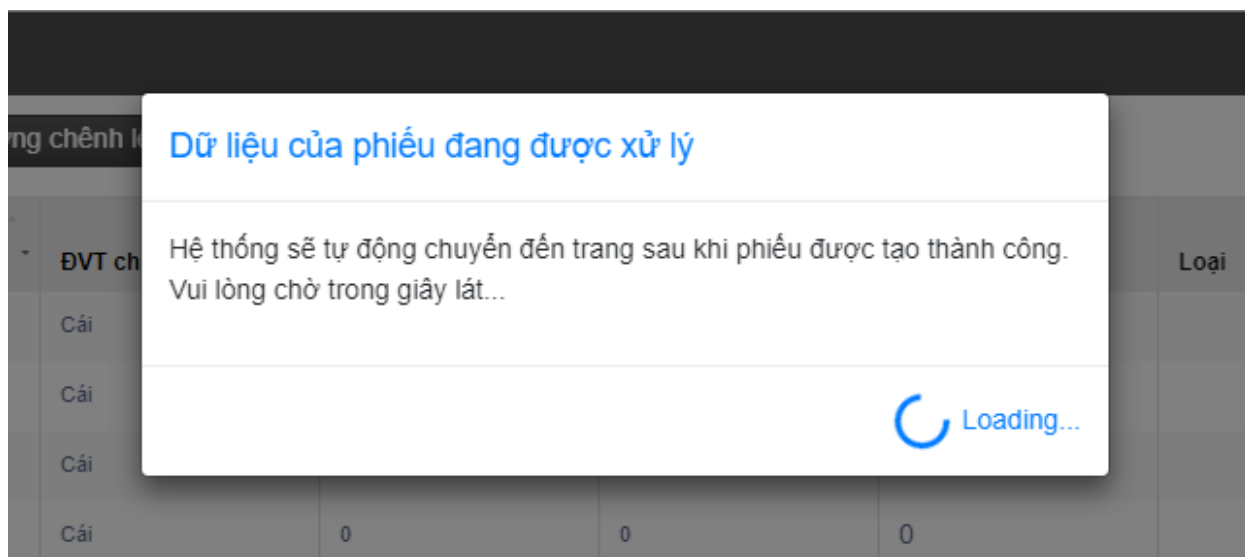 chênh
Dữ liệu của phiếu đang được xử lý
Hệ thống sẽ tự động chuyển đến trang sau khi phiếu được tạo thành công.
Vui lòng chờ trong giây lát...
ĐVT
Loại
Cái
Cái
Loading...
Cái
Cái 0 0 0